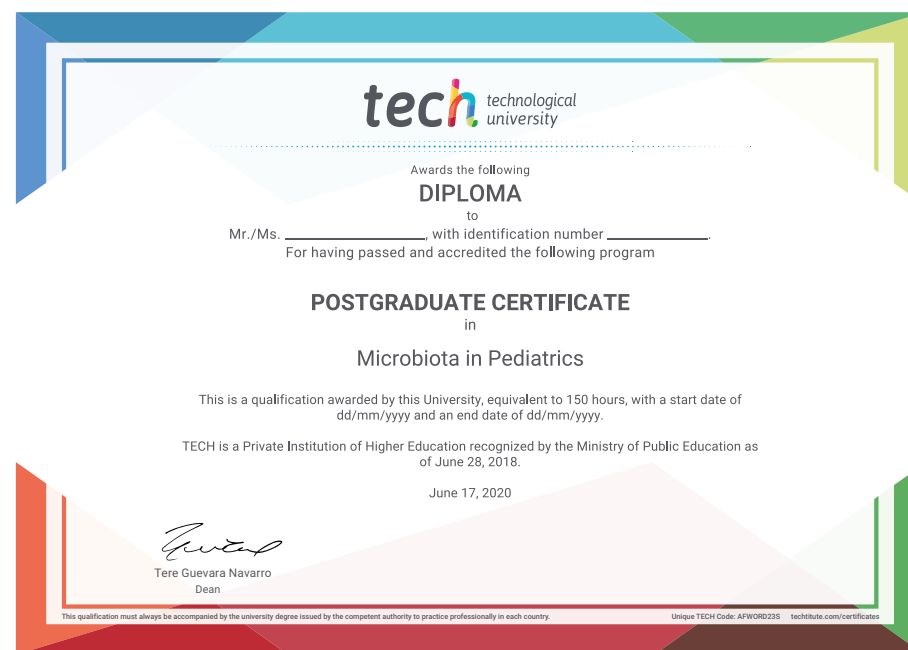 tech technological
university
Awards the following
DIPLOMA
to
Mr./Ms. ____________, with identification number ____________.
For having passed and accredited the following program
POSTGRADUATE CERTIFICATE
in
Microbiota in Pediatrics
This is a qualification awarded by this University, equivalent to 150 hours, with a start date of
dd/mm/yyyy and an end date of dd/mm/yyyy.
TECH is a Private Institution of Higher Education recognized by the Ministry of Public Education as
of June 28, 2018.
June 17, 2020
Tere Guevara Navarro
Dean
This qualification must always be accompanied by the university degree issued by the competent authority to practice professionally in each country. Unique TECH Code: AFWORD23S techtitute.com/certificates